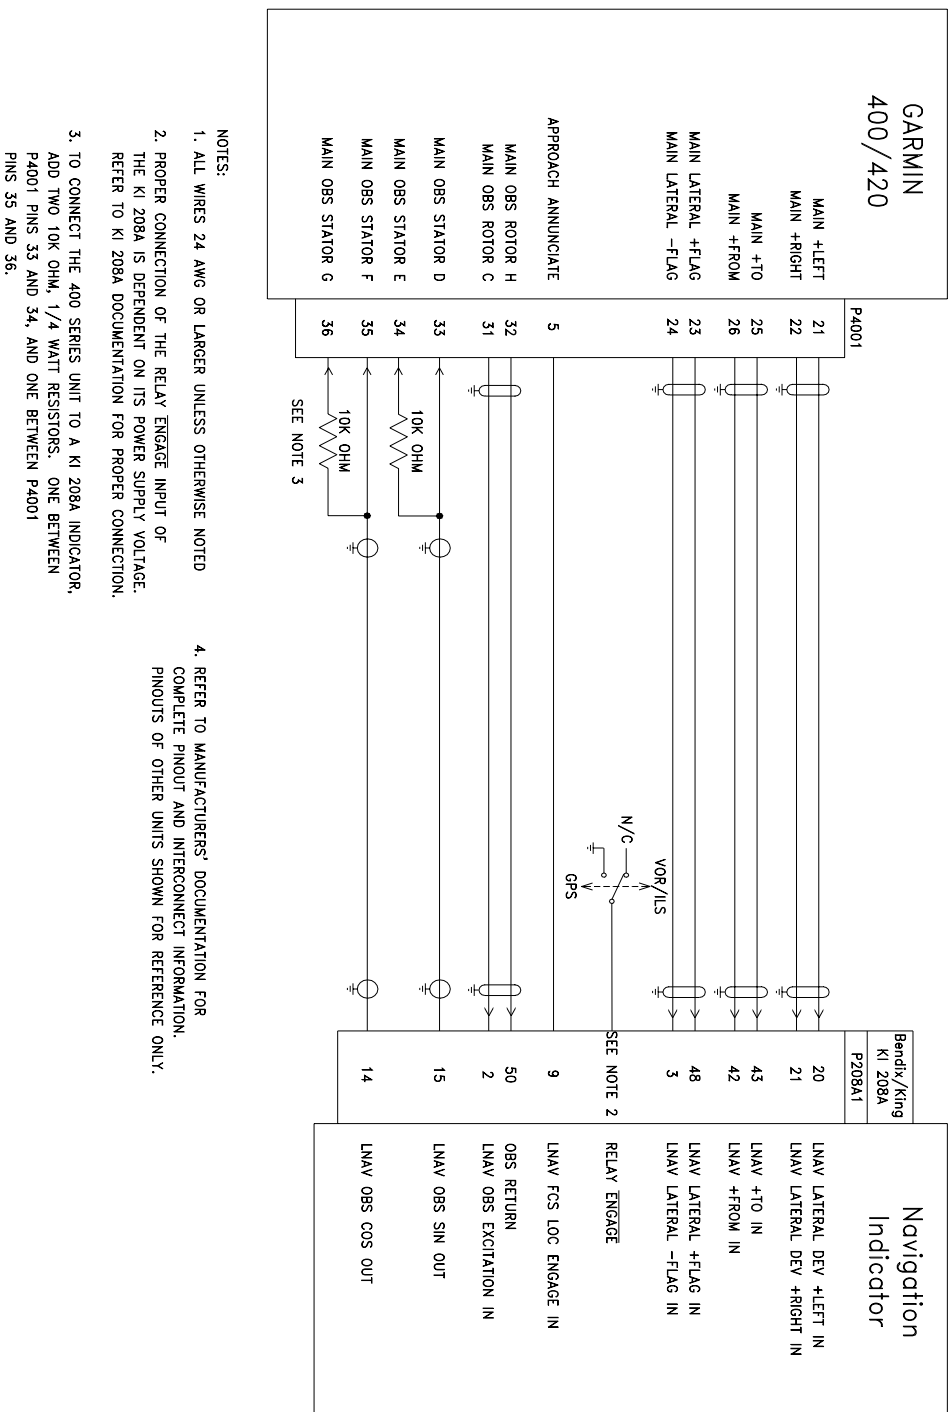 GARMIN
400/420
P4001
MAIN +LEFT 21
MAIN +RIGHT 22
MAIN +TO 25
MAIN +FROM 26
MAIN LATERAL +FLAG 23
MAIN LATERAL -FLAG 24
APPROACH ANNUNCIATE 5
MAIN OBS ROTOR H 32
MAIN OBS ROTOR C 31
MAIN OBS STATOR D 33
MAIN OBS STATOR E 34
MAIN OBS STATOR F 35
MAIN OBS STATOR G 36
10K OHM
10K OHM
SEE NOTE 3
VOR/ILS
N/C
GPS
Bendix/King
KI 208A
P208A1
Navigation
Indicator
20 LNAV LATERAL DEV +LEFT IN
21 LNAV LATERAL DEV +RIGHT IN
43 LNAV +TO IN
42 LNAV +FROM IN
48 LNAV LATERAL +FLAG IN
3 LNAV LATERAL -FLAG IN
SEE NOTE 2 RELAY ENGAGE
9 LNAV FCS LOC ENGAGE IN
50 OBS RETURN
2 LNAV OBS EXCITATION IN
15 LNAV OBS SIN OUT
14 LNAV OBS COS OUT
NOTES:
1. ALL WIRES 24 AWG OR LARGER UNLESS OTHERWISE NOTED
2. PROPER CONNECTION OF THE RELAY ENGAGE INPUT OF
THE KI 208A IS DEPENDENT ON ITS POWER SUPPLY VOLTAGE.
REFER TO KI 208A DOCUMENTATION FOR PROPER CONNECTION.
3. TO CONNECT THE 400 SERIES UNIT TO A KI 208A INDICATOR,
ADD TWO 10K OHM, 1/4 WATT RESISTORS. ONE BETWEEN
P4001 PINS 33 AND 34, AND ONE BETWEEN P4001
PINS 35 AND 36.
4. REFER TO MANUFACTURERS' DOCUMENTATION FOR
COMPLETE PINOUT AND INTERCONNECT INFORMATION.
PINOUTS OF OTHER UNITS SHOWN FOR REFERENCE ONLY.